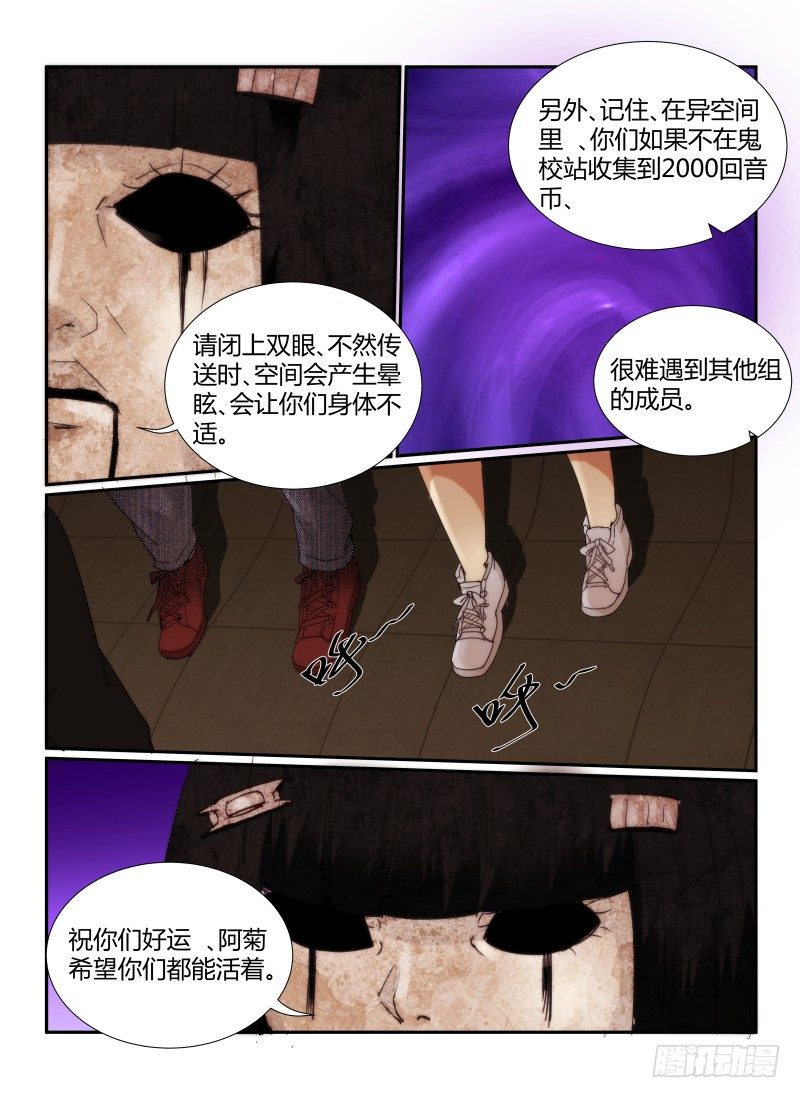 另外、记住、在异空间
里 、你们如果不在鬼
校站收集到2000回音
币、
请闭上双眼、不然传
送时、空间会产生晕
眩、会让你们身体不
适。
很难遇到其他组
的成员。
呼~
呼~
祝你们好运 、阿菊
希望你们都能活着。
腾讯动漫